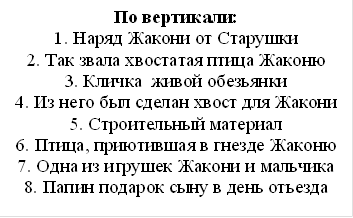 По вертикали:
1. Наряд Жакони от Старушки
2. Так звала хвостатая птица Жаконю
3. Кличка живой обезьянки
4. Из него был сделан хвост для Жакони
5. Строительный материал
6. Птица, приютившая в гнезде Жаконю
7. Одна из игрушек Жакони и мальчика
8. Папин подарок сыну в день отьезда